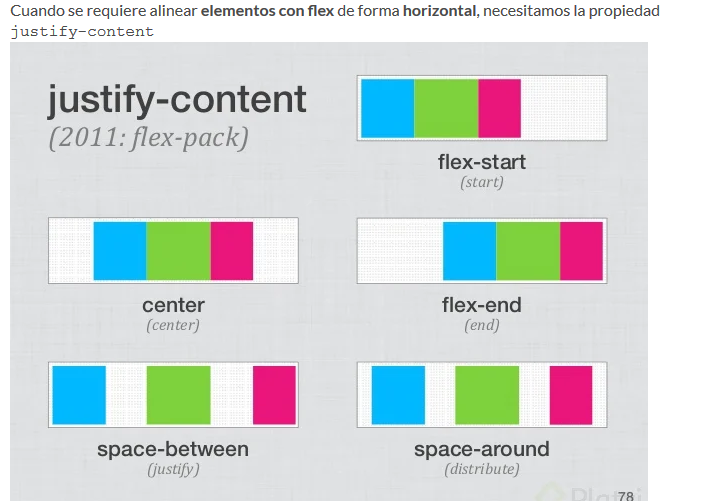 Cuando se requiere alinear elementos con flex de forma horizontal, necesitamos la propiedad
justify-content
justify-content
(2011: flex-pack)
flex-start
(start)
center
(center)
flex-end
(end)
space-between
(justify)
space-around
(distribute)
78